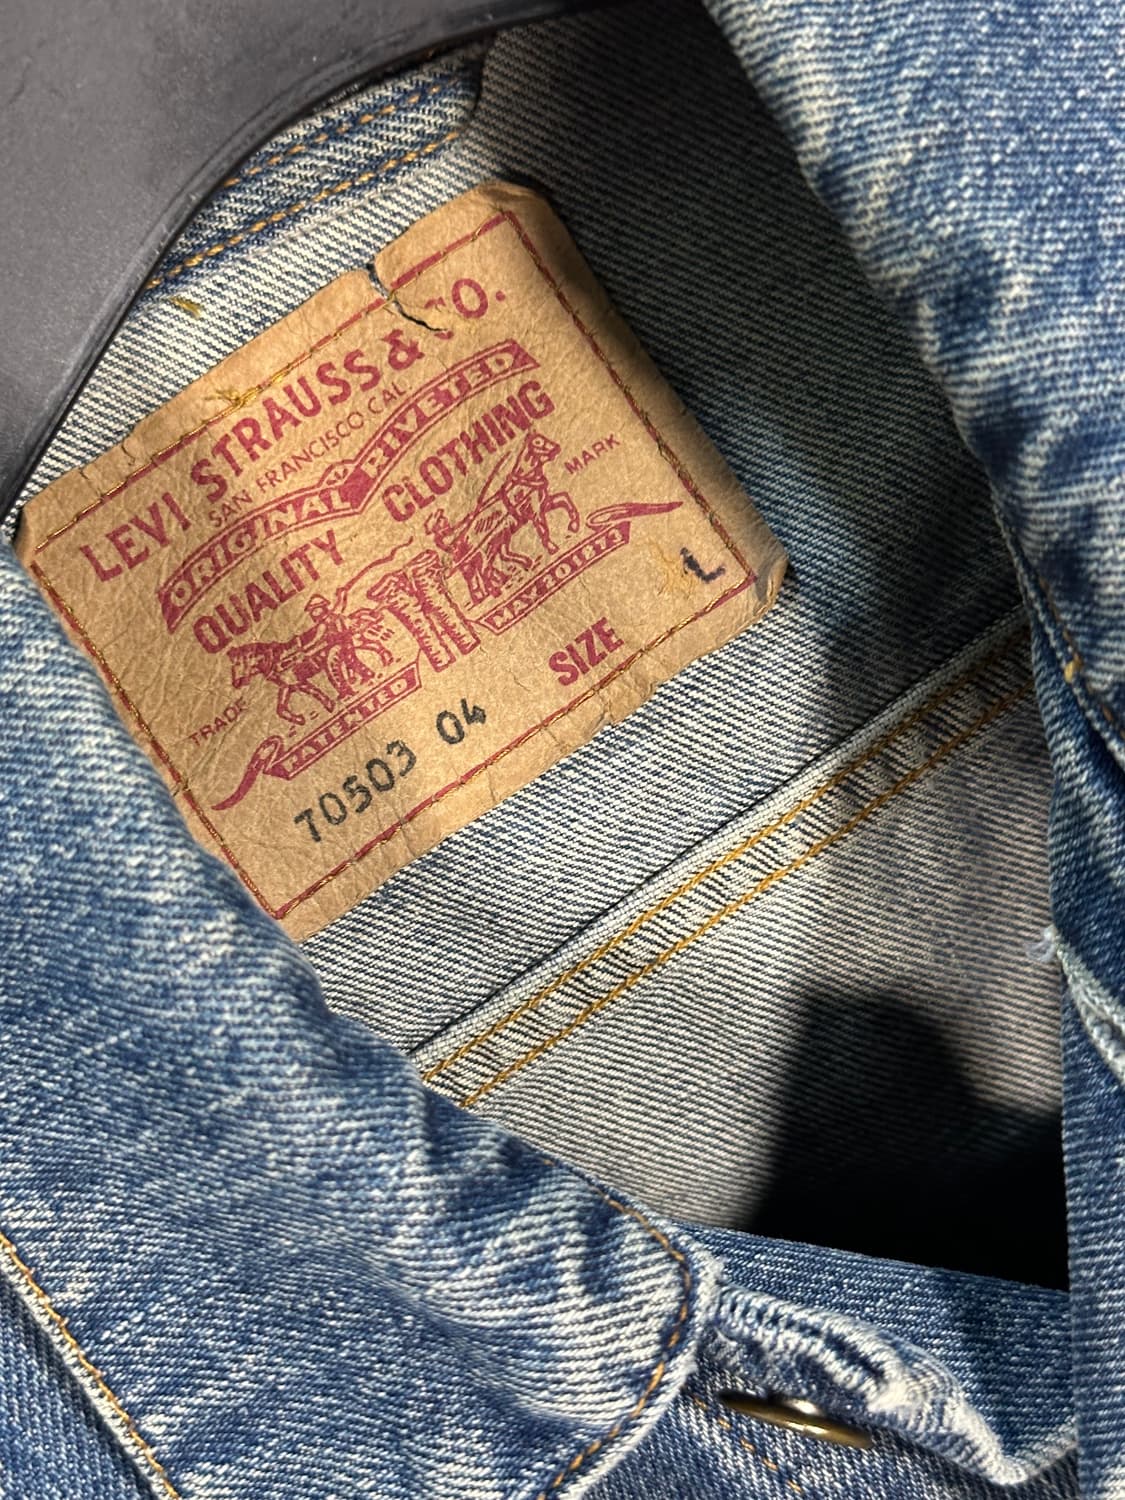 LEVI STRAUSS & CO.
SAN FRANCISCO CAL.
ORIGINAL RIVETED
QUALITY CLOTHING
TRADE MARK
PATENTED MAY 20 1873
SIZE L
70503 04